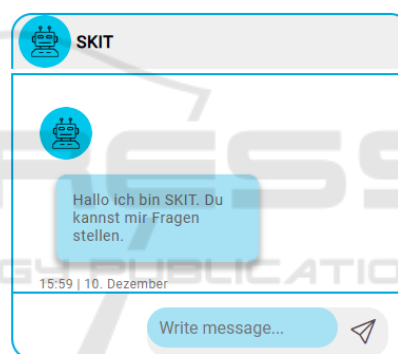 SKIT
Hallo ich bin SKIT. Du
kannst mir Fragen
stellen.
15:59 | 10. Dezember
Write message...